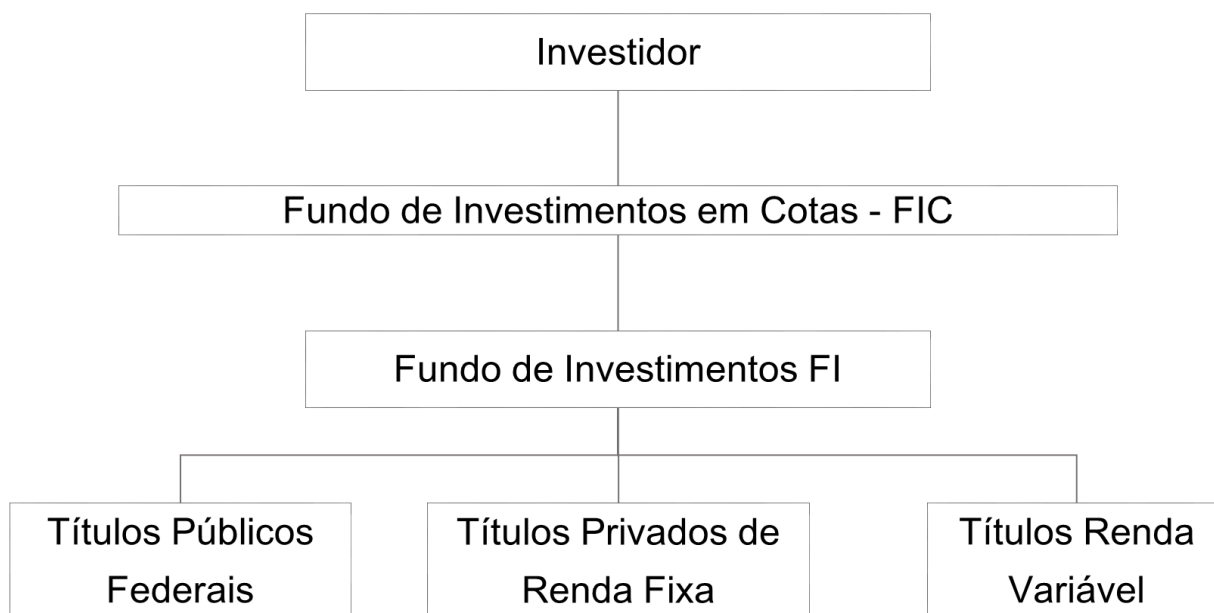 Investidor
Fundo de Investimentos em Cotas - FIC
Fundo de Investimentos FI
Títulos Públicos
Federais
Títulos Privados de
Renda Fixa
Títulos Renda
Variável